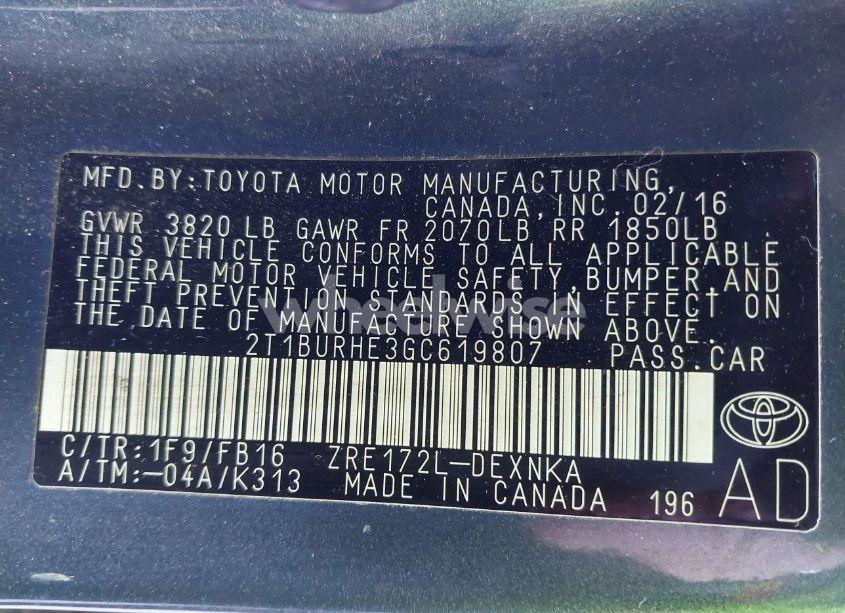 MFD.BY:TOYOTA MOTOR MANUFACTURING,
CANADA,INC.02/16
GVWR 3820 LB GAWR FR 2070LB RR 1850LB
THIS VEHICLE CONFORMS TO ALL APPLICABLE
FEDERAL MOTOR VEHICLE SAFETY,BUMPER,AND
THEFT PREVENTION STANDARDS IN EFFECT ON
THE DATE OF MANUFACTURE SHOWN ABOVE.
wheelwise
2T1BURHE3GC619807 PASS.CAR
C/TR:1F9/FB16 ZRE172L-DEXNKA
A/TM:-04A/K313 MADE IN CANADA 196 AD